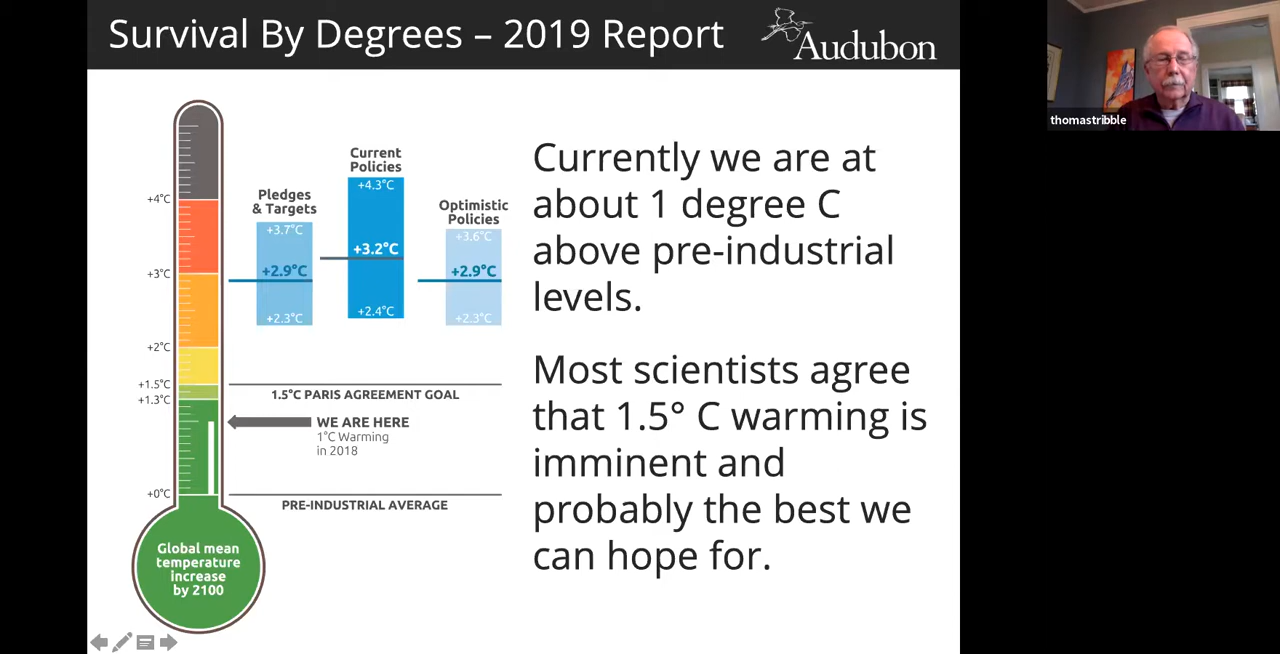 Survival By Degrees – 2019 Report
Audubon
thomastribble
Current
Policies
+4.3°C
+3.2°C
+2.4°C
Pledges
& Targets
+3.7°C
+2.9°C
+2.3°C
Optimistic
Policies
+3.6°C
+2.9°C
+2.3°C
+4°C
+3°C
+2°C
+1.5°C
+1.3°C
+0°C
1.5°C PARIS AGREEMENT GOAL
WE ARE HERE
1°C Warming
in 2018
PRE-INDUSTRIAL AVERAGE
Global mean
temperature
increase
by 2100
Currently we are at
about 1 degree C
above pre-industrial
levels.
Most scientists agree
that 1.5° C warming is
imminent and
probably the best we
can hope for.